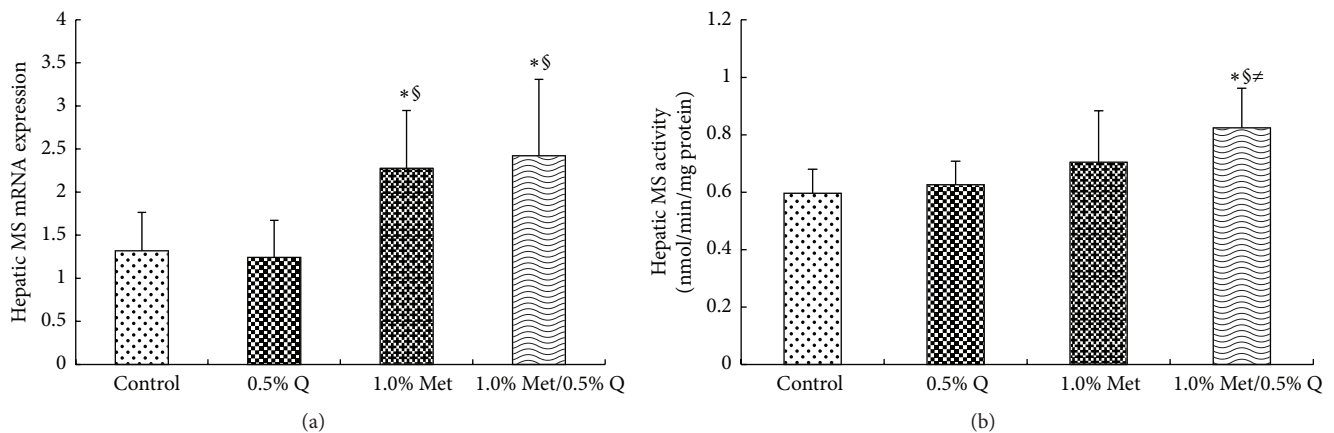 Hepatic MS mRNA expression
4
3.5
3
2.5
2
1.5
1
0.5
0
*§
*§
Control
0.5% Q
1.0% Met
1.0% Met/0.5% Q
(a)
Hepatic MS activity
(nmol/min/mg protein)
1.2
1
0.8
0.6
0.4
0.2
0
*§≠
Control
0.5% Q
1.0% Met
1.0% Met/0.5% Q
(b)